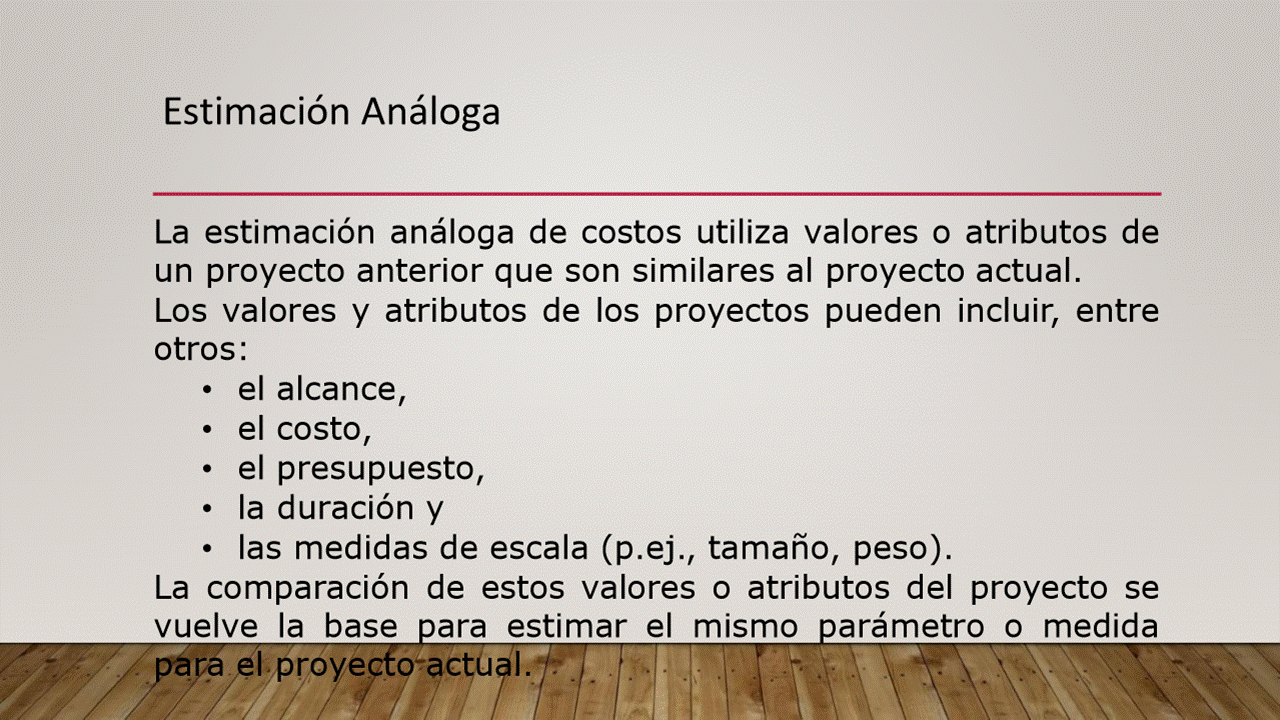 Estimación Análoga
La estimación análoga de costos utiliza valores o atributos de
un proyecto anterior que son similares al proyecto actual.
Los valores y atributos de los proyectos pueden incluir, entre
otros:
• el alcance,
• el costo,
• el presupuesto,
• la duración y
• las medidas de escala (p.ej., tamaño, peso).
La comparación de estos valores o atributos del proyecto se
vuelve la base para estimar el mismo parámetro o medida
para el proyecto actual.